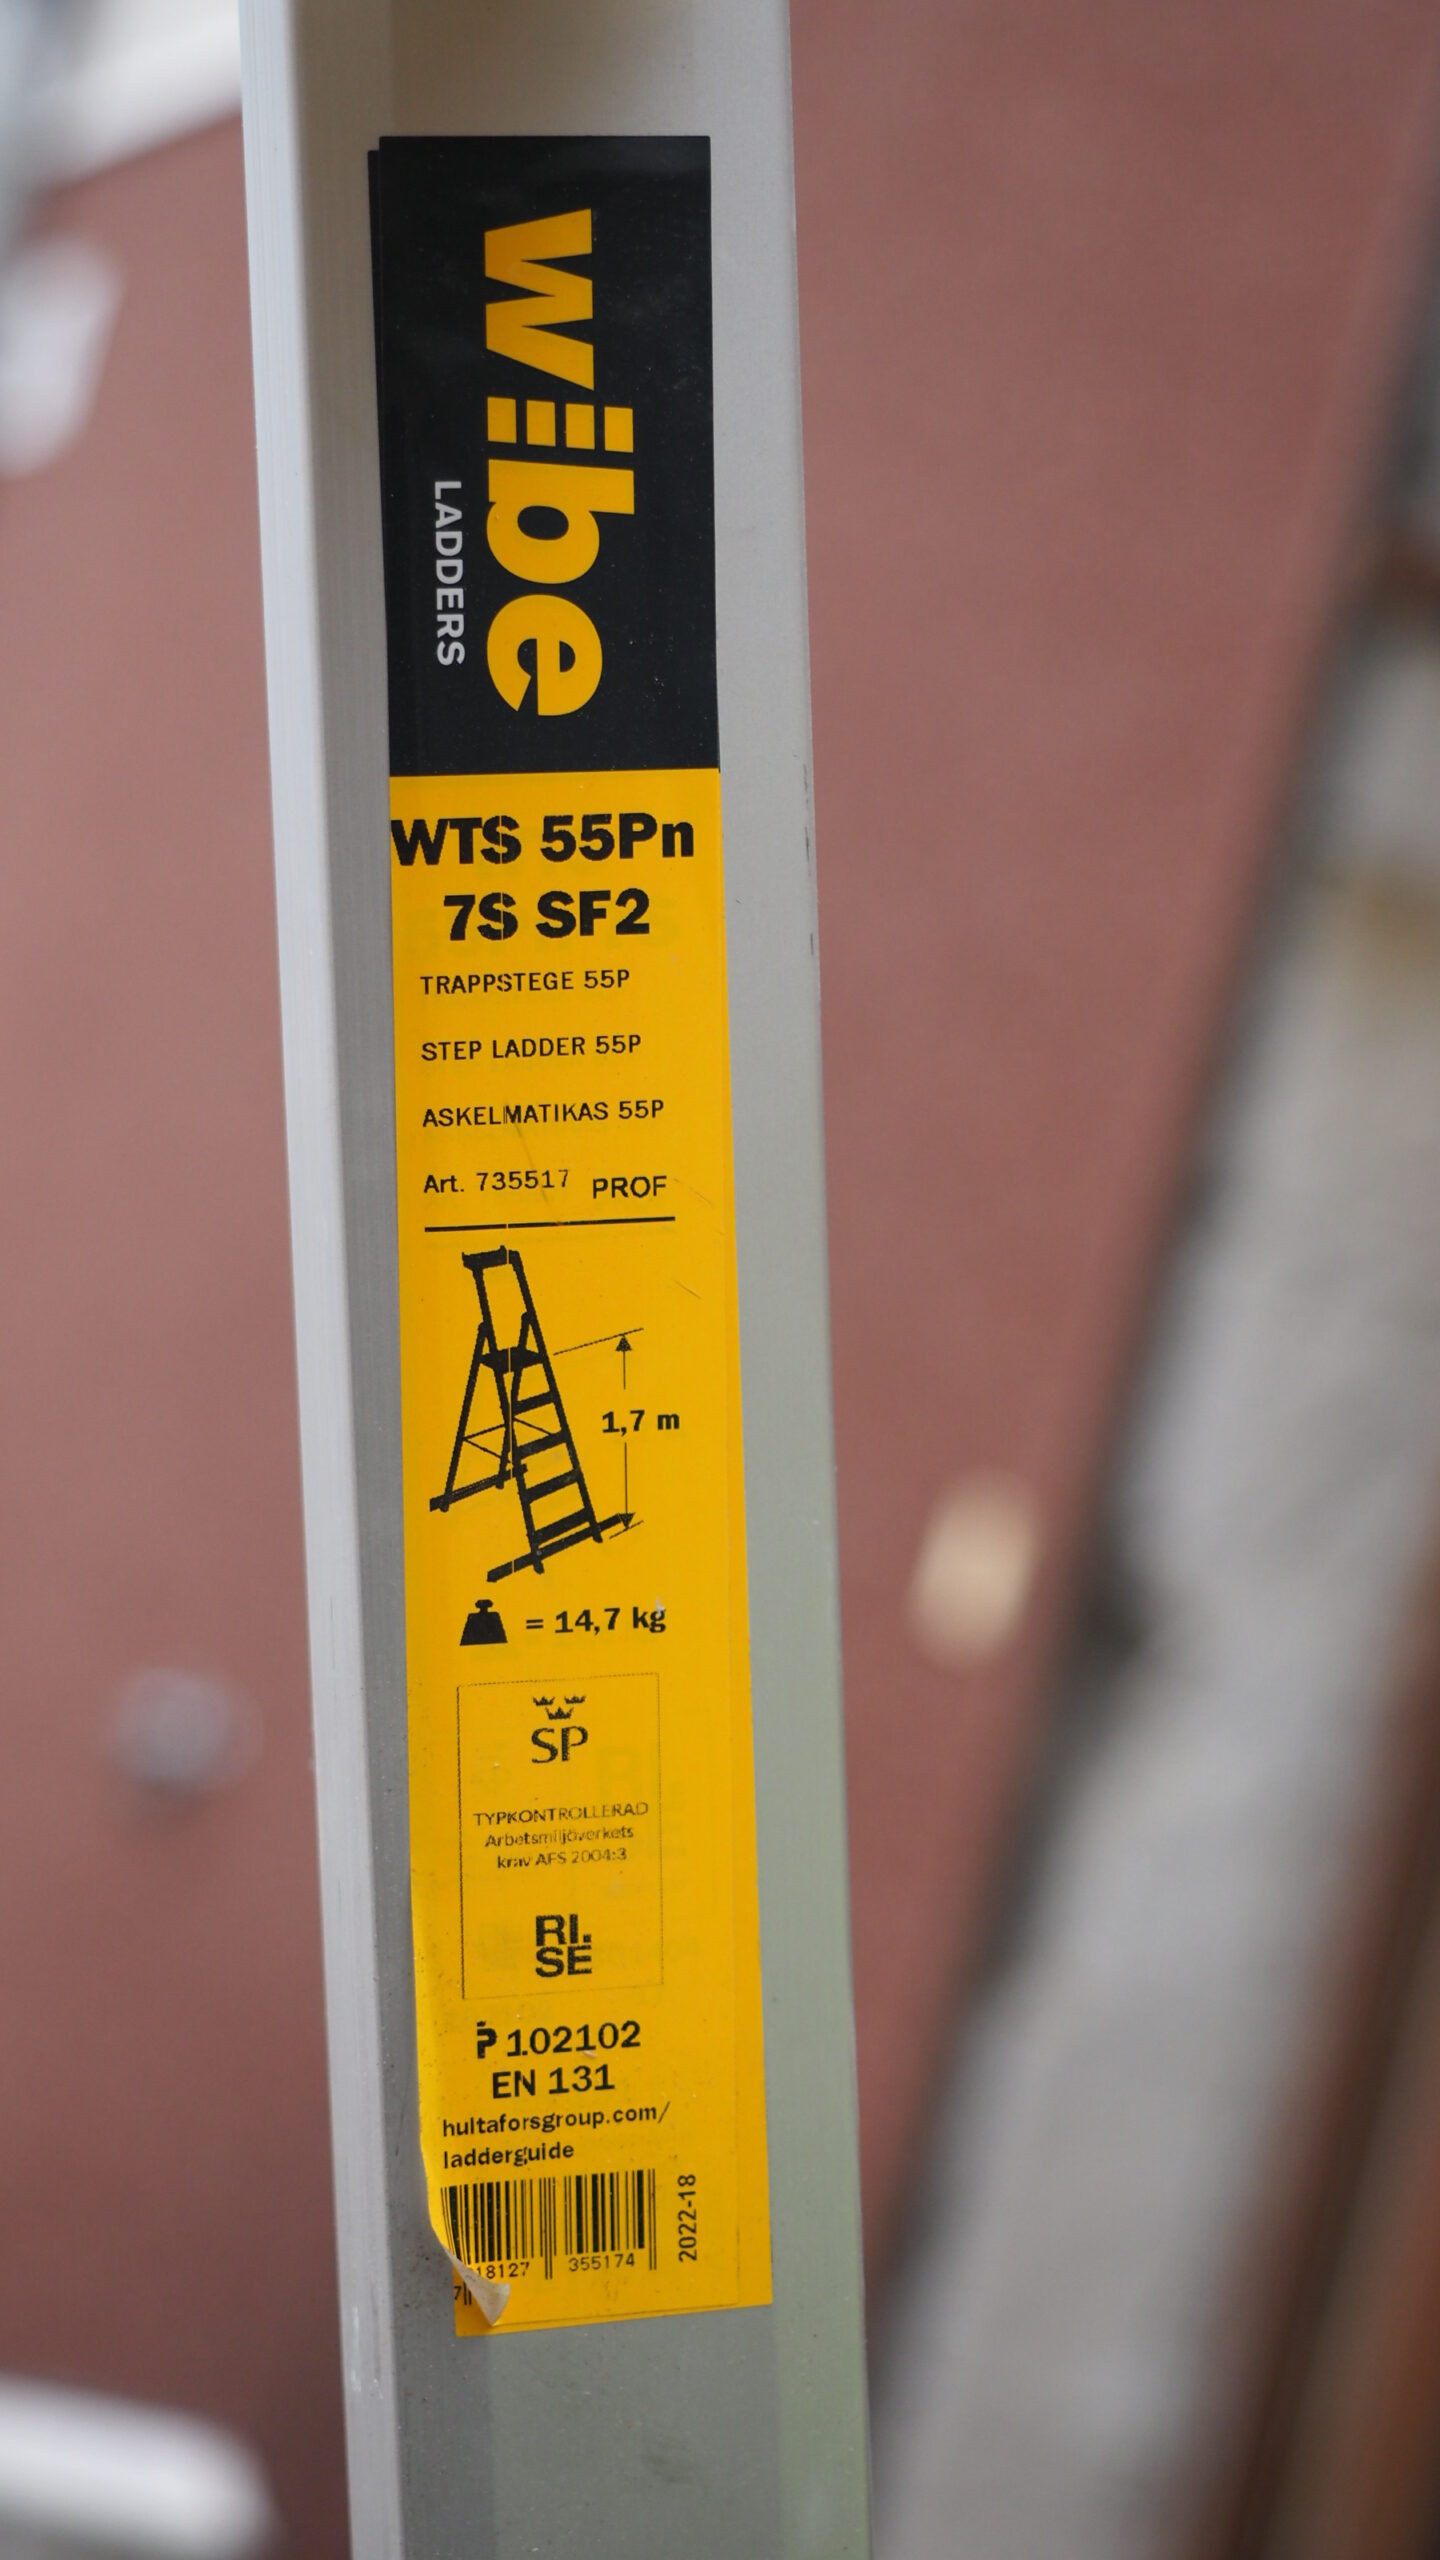 wibe
LADDERS
WTS 55Pn
7S SF2
TRAPPSTEGE 55P
STEP LADDER 55P
ASKELMATIKAS 55P
Art. 735517 PROF
1,7 m
= 14,7 kg
SP
TYPKONTROLLERAD
Arbetsmiljöverkets
krav AFS 2004:3
RI.
SE
P 102102
EN 131
hultaforsgroup.com/
ladderguide
2022-18
7 18127 355174